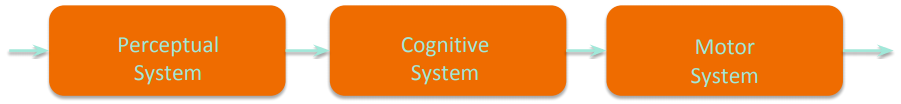 Perceptual
System
Cognitive
System
Motor
System